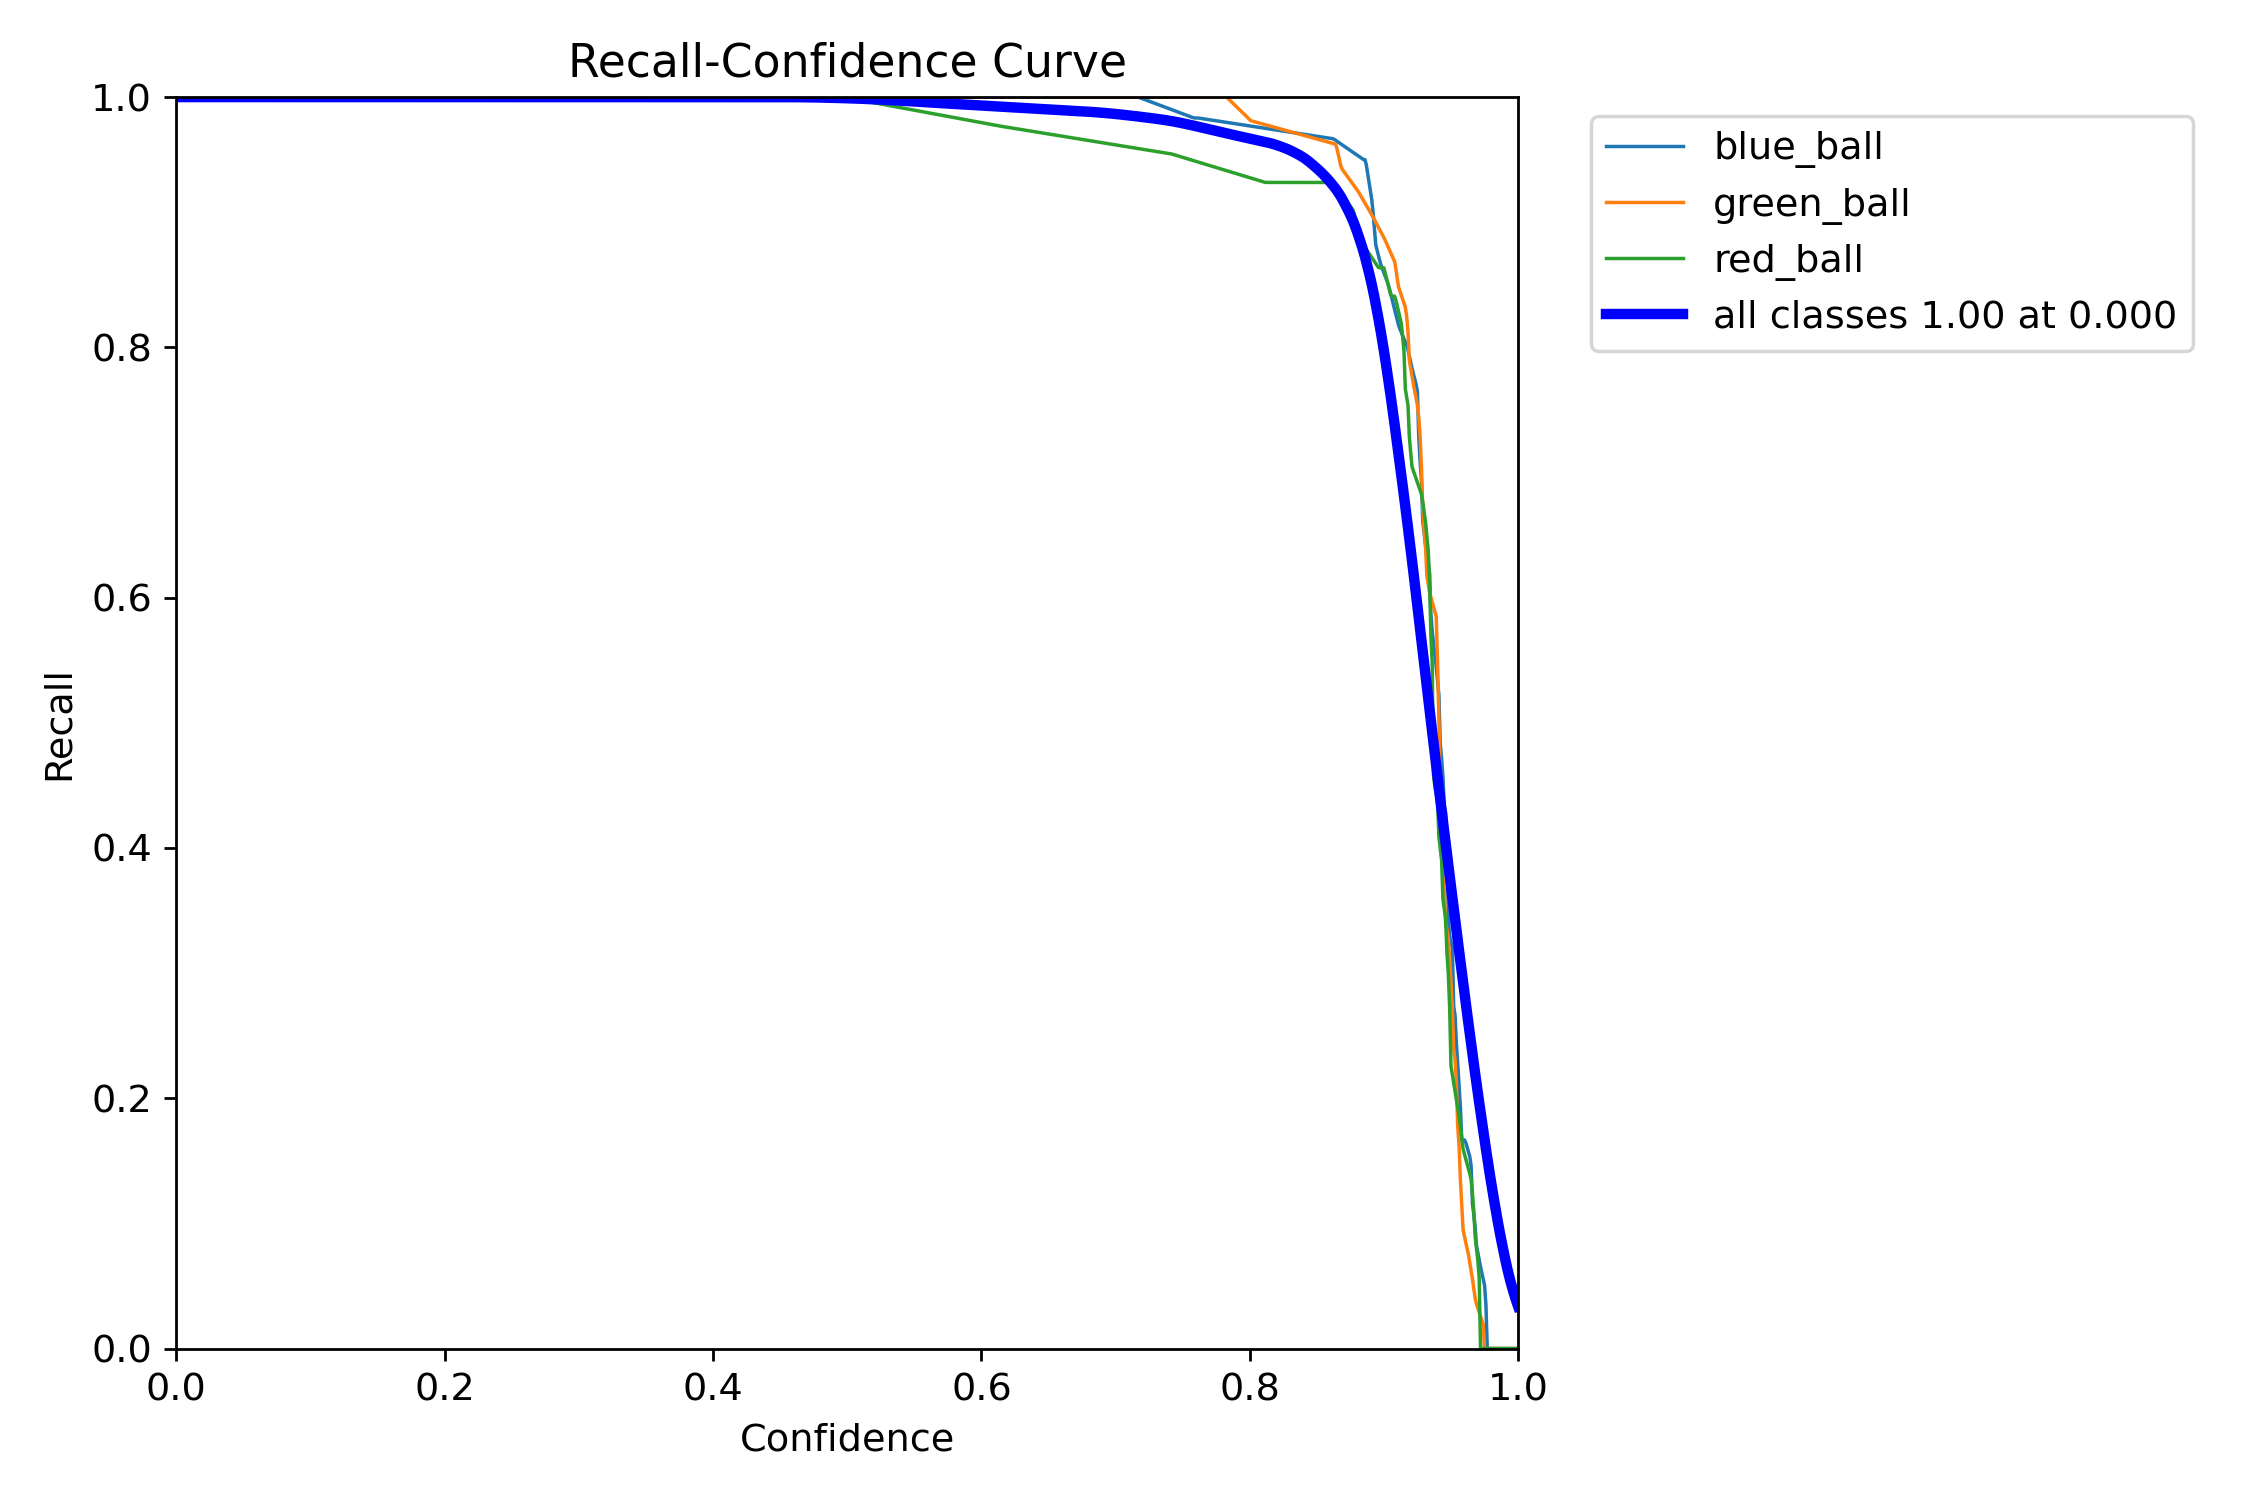 Recall-Confidence Curve
1.0
0.8
0.6
0.4
0.2
0.0
Recall
0.0 0.2 0.4 0.6 0.8 1.0
Confidence
blue_ball
green_ball
red_ball
all classes 1.00 at 0.000